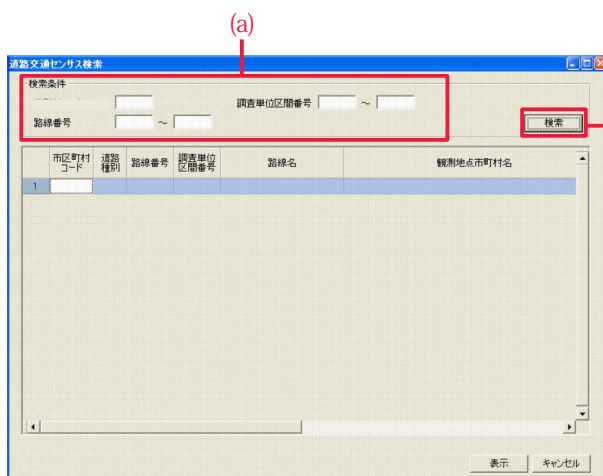 (a)
道路交通センサス検索
検索条件
調査単位区間番号 ～
路線番号 ～
検索
市区町村コード 道路種別 路線番号 調査単位区間番号 路線名 観測地点市町村名
1
表示 キャンセル